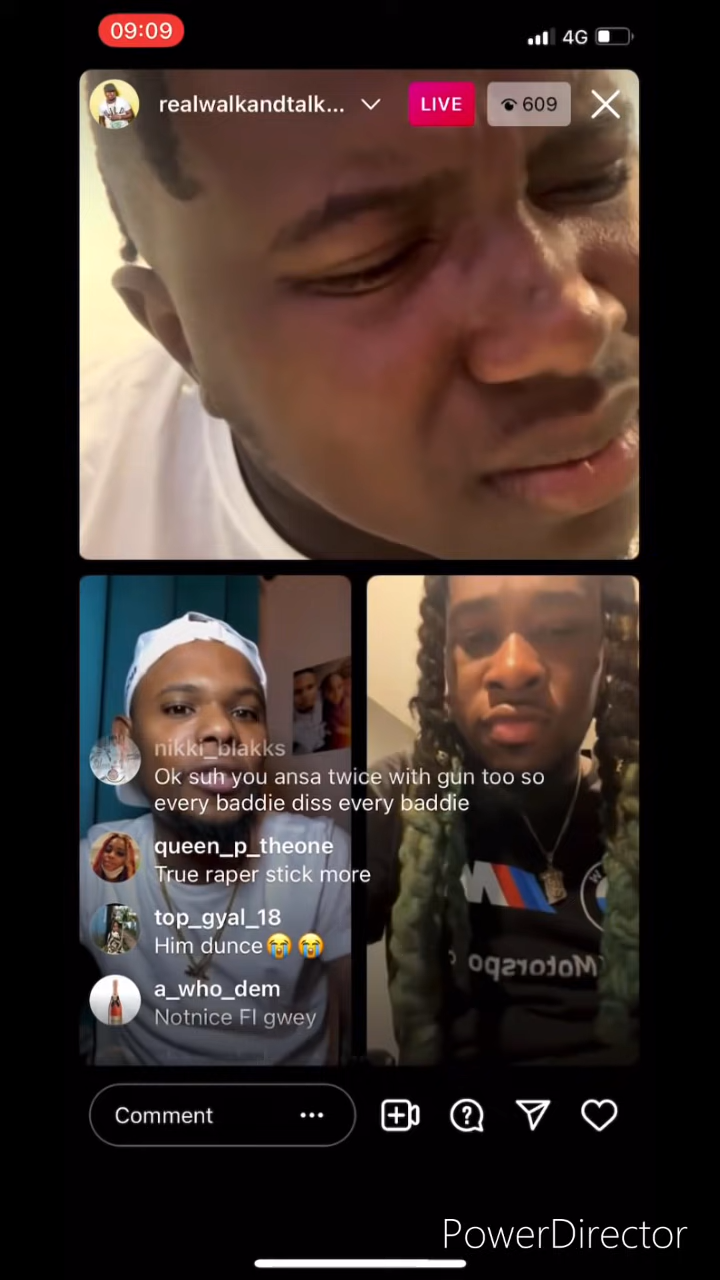 09:09
4G
realwalkandtalk...
LIVE
609
nikki_blakks
Ok suh you ansa twice with gun too so
every baddie diss every baddie
queen_p_theone
True raper stick more
top_gyal_18
Him dunce😭😭
a_who_dem
Notnice FI gwey
M
W
Motorspo
Comment
PowerDirector